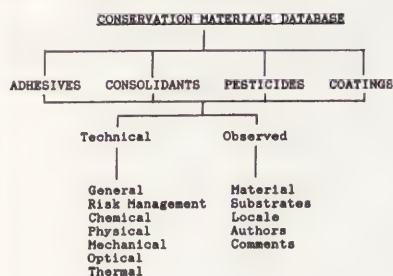 CONSERVATION MATERIALS DATABASE
ADHESIVES CONSOLIDANTS PESTICIDES COATINGS
Technical Observed
General Material
Risk Management Substrates
Chemical Locale
Physical Authors
Mechanical Comments
Optical
Thermal